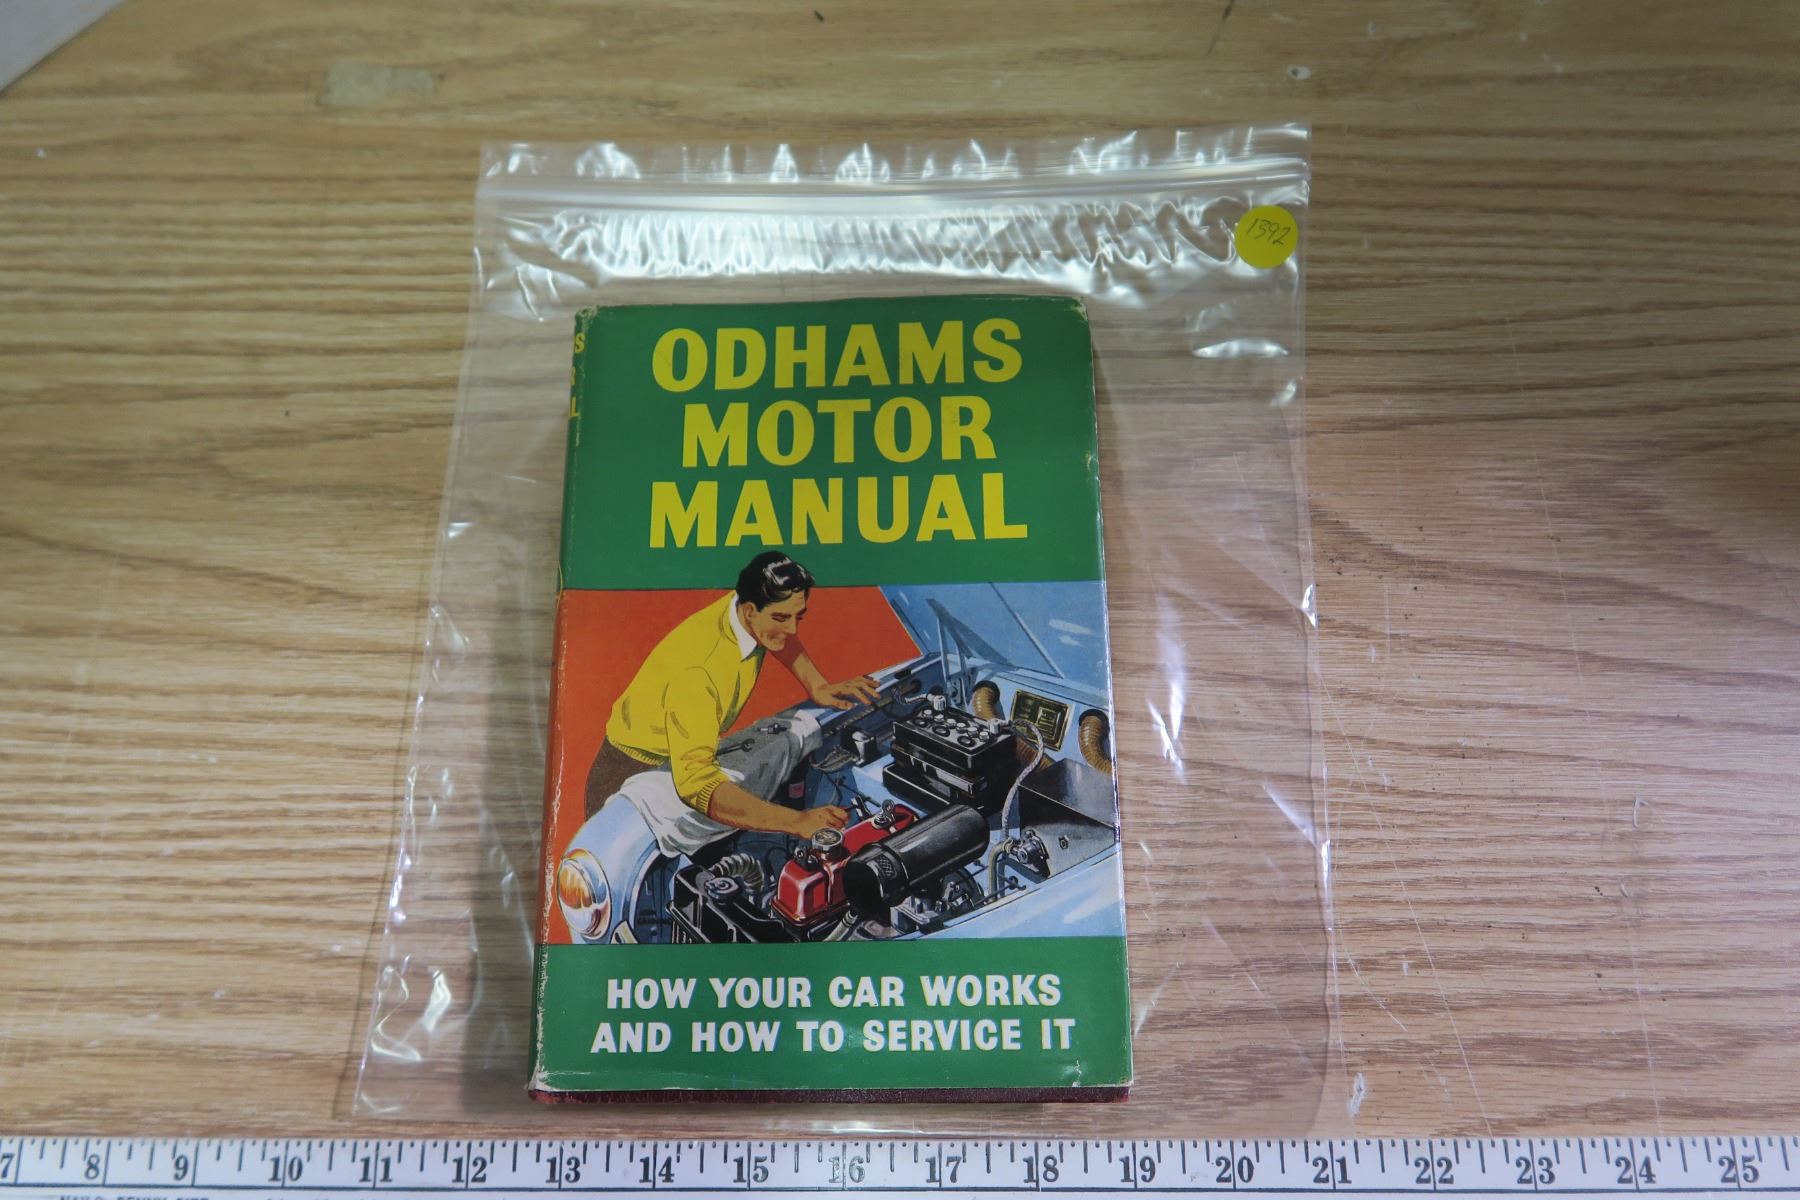 1392
ODHAMS
MOTOR
MANUAL
S
L
HOW YOUR CAR WORKS
AND HOW TO SERVICE IT
7 8 9 10 11 12 13 14 15 16 17 18 19 20 21 22 23 24 25